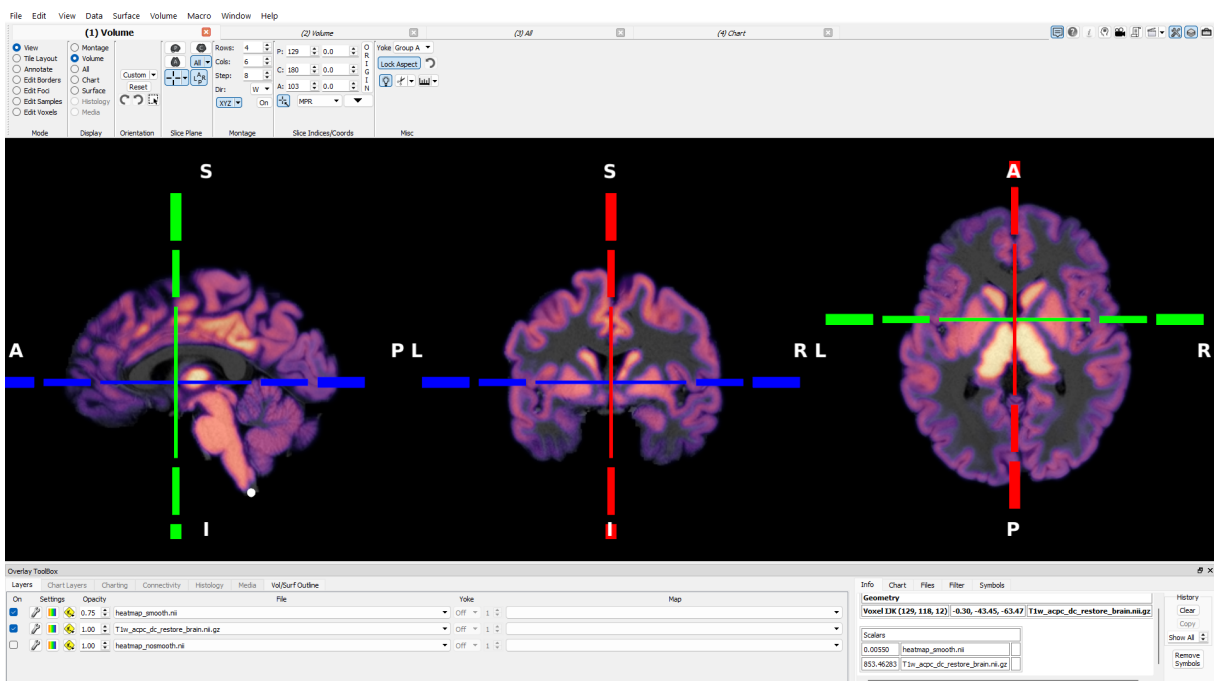 File Edit View Data Surface Volume Macro Window Help
(1) Volume (2) Volume (3) All (4) Chart
View
Tile Layout
Annotate
Edit Borders
Edit Foci
Edit Samples
Edit Voxels
Mode
Montage
Volume
All
Chart
Surface
Histology
Media
Display
Custom
Reset
Orientation
All
Slice Plane
Rows: 4
Cols: 6
Step: 8
Dir: W
XYZ On
Montage
P: 129 0.0
C: 180 0.0
A: 103 0.0
ORIGIN
MPR
Slice Indices/Coords
Yoke Group A
Lock Aspect
Misc
S S A
A P L R L R
I I P
Overlay ToolBox
Layers Chart Layers Charting Connectivity Histology Media Vol/Surf Outline
On Settings Opacity File Yoke Map
0.75 heatmap_smooth.nii Off 1
1.00 T1w_acpc_dc_restore_brain.nii.gz Off 1
1.00 heatmap_nosmooth.nii Off 1
Info Chart Files Filter Symbols
Geometry
Voxel IJK (129, 118, 12) -0.30, -43.45, -63.47 T1w_acpc_dc_restore_brain.nii.gz
Scalars
0.00550 heatmap_smooth.nii
853.46283 T1w_acpc_dc_restore_brain.nii.gz
History
Clear
Copy
Show All
Remove
Symbols